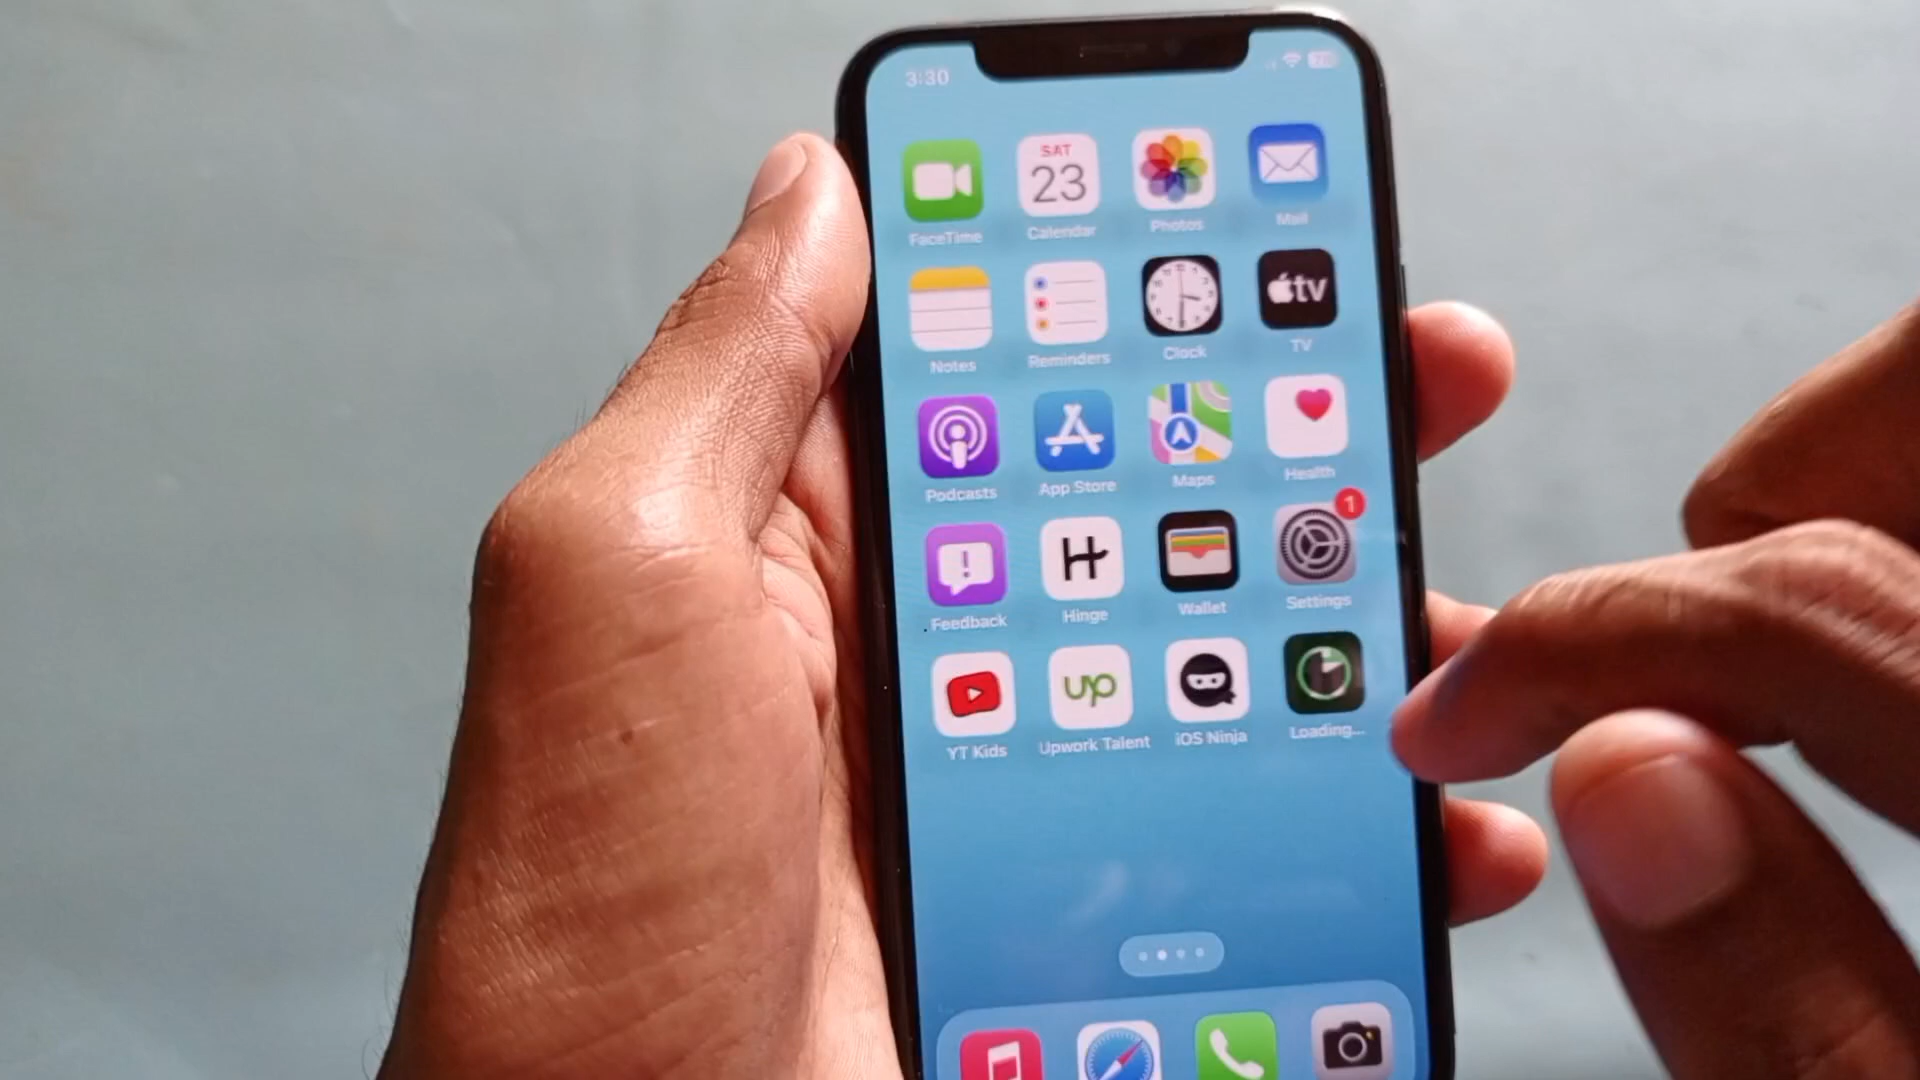 3:30
SAT
23
FaceTime
Calendar
Photos
Mail
tv
Notes
Reminders
Clock
TV
Podcasts
App Store
Maps
Health
1
Feedback
Hinge
Wallet
Settings
up
YT Kids
Upwork Talent
iOS Ninja
Loading...